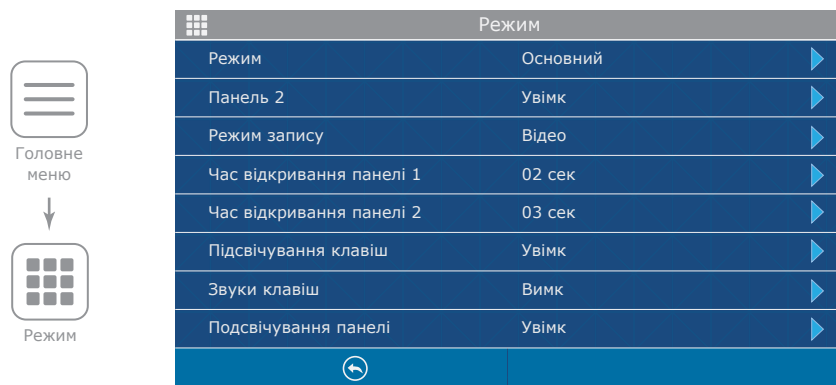 Головне
меню
Режим
Режим
Режим Основний
Панель 2 Увімк
Режим запису Відео
Час відкривання панелі 1 02 сек
Час відкривання панелі 2 03 сек
Підсвічування клавіш Увімк
Звуки клавіш Вимк
Подсвічування панелі Увімк